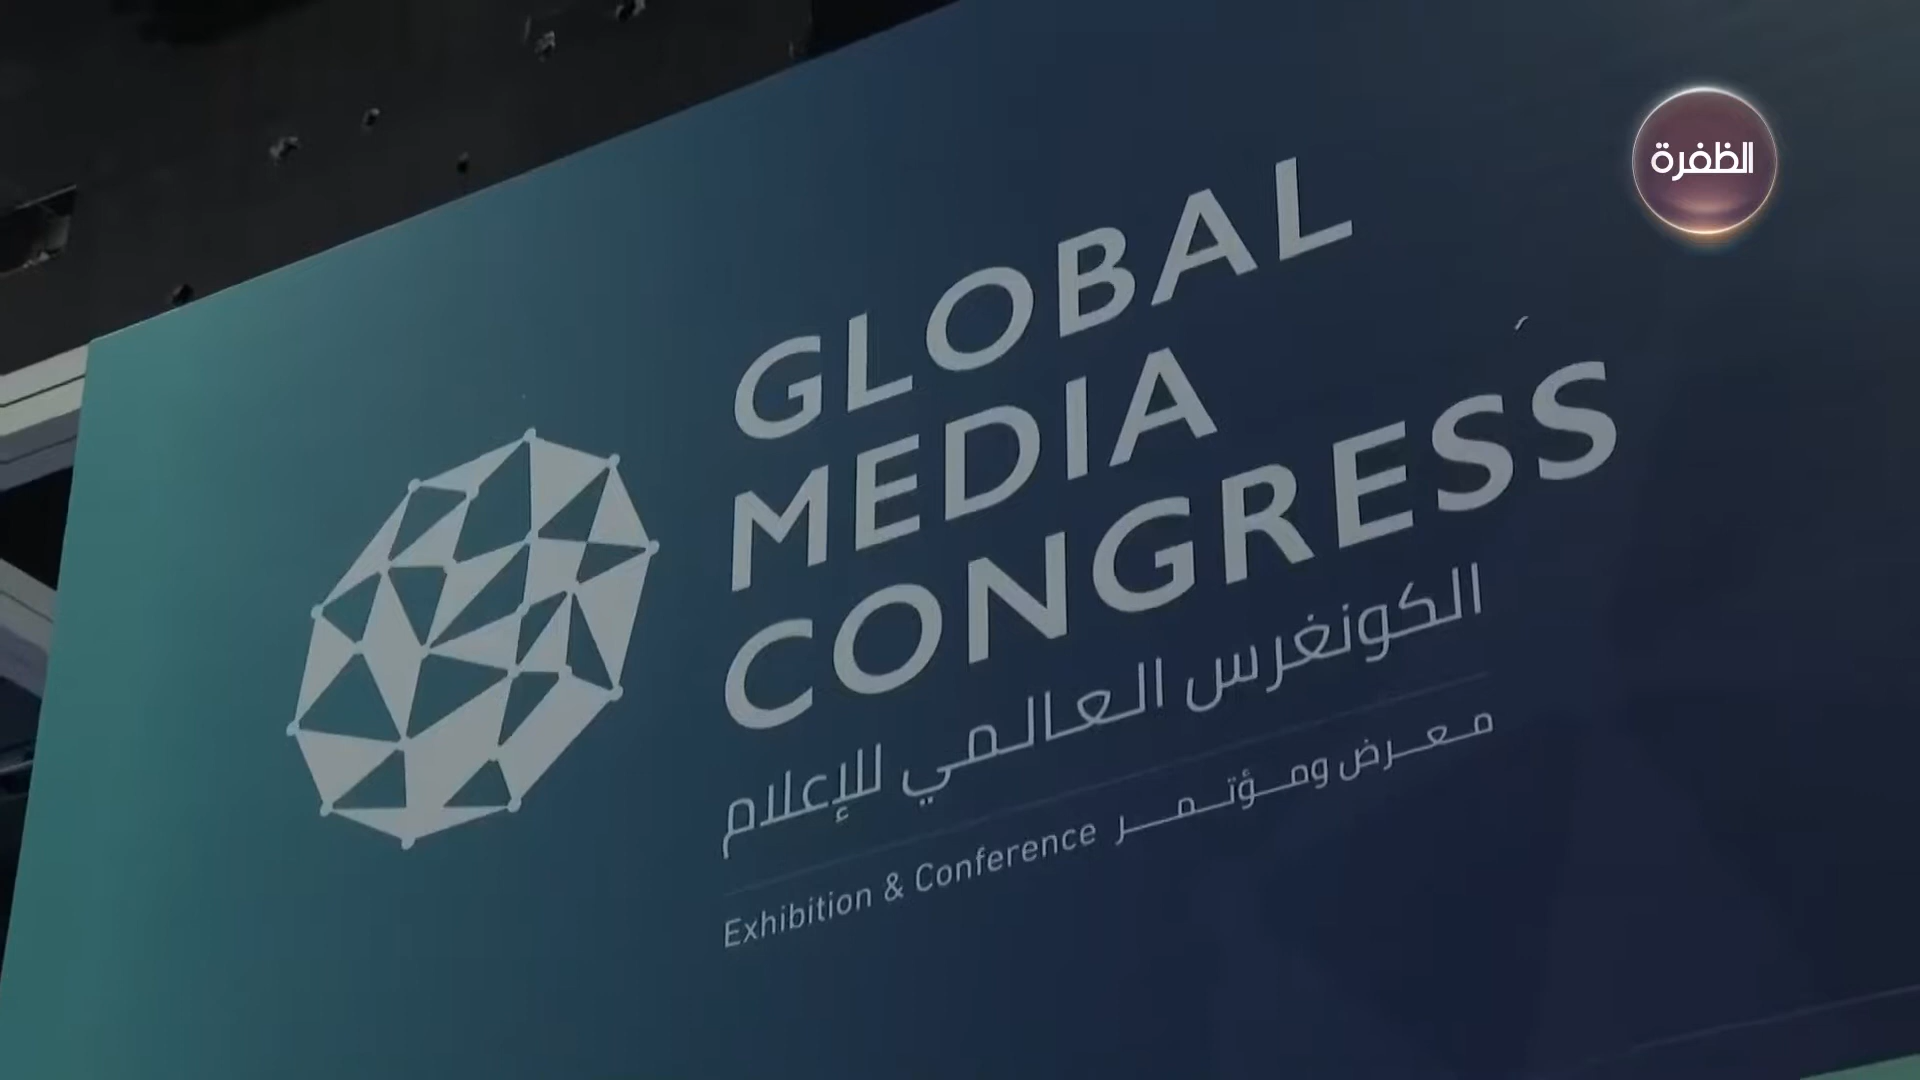 الظفرة
GLOBAL
MEDIA
CONGRESS
الكونغرس العالمي للإعلام
Exhibition & Conference معرض ومؤتمر